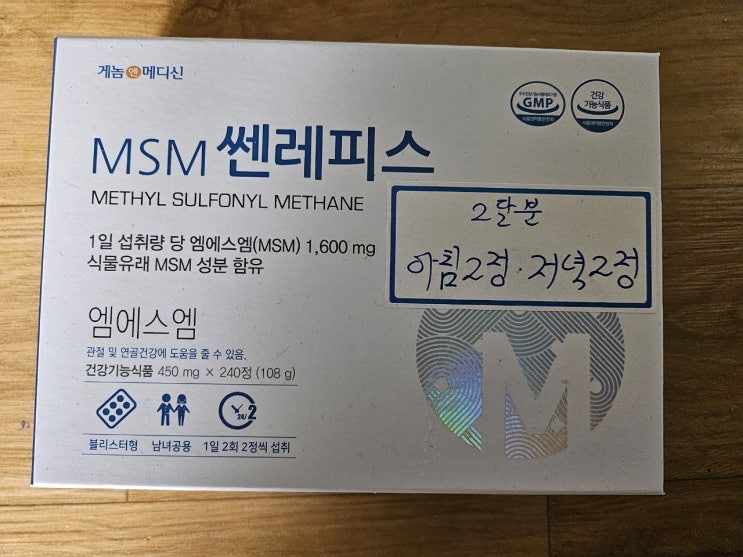 게놈앤메디신
GMP
건강
기능식품
MSM 쎈레피스
METHYL SULFONYL METHANE
2달분
아침2정·저녁2정
1일 섭취량 당 엠에스엠(MSM) 1,600 mg
식물유래 MSM 성분 함유
엠에스엠
관절 및 연골건강에 도움을 줄 수 있음.
건강기능식품 450 mg × 240정 (108 g)
24/2
블리스터형 남녀공용 1일 2회 2정씩 섭취
M